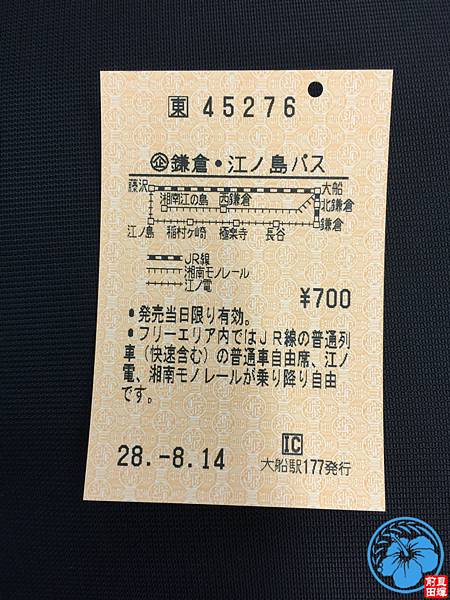 東 45276
企 鎌倉・江ノ島パス
藤沢 大船
湘南江の島 西鎌倉 北鎌倉
鎌倉
江ノ島 稲村ヶ崎 極楽寺 長谷
JR線
湘南モノレール
江ノ電
¥700
●発売当日限り有効。
●フリーエリア内ではJR線の普通列
車(快速含む)の普通車自由席、江ノ
電、湘南モノレールが乗り降り自由
です。
IC
28.-8.14 大船駅177発行